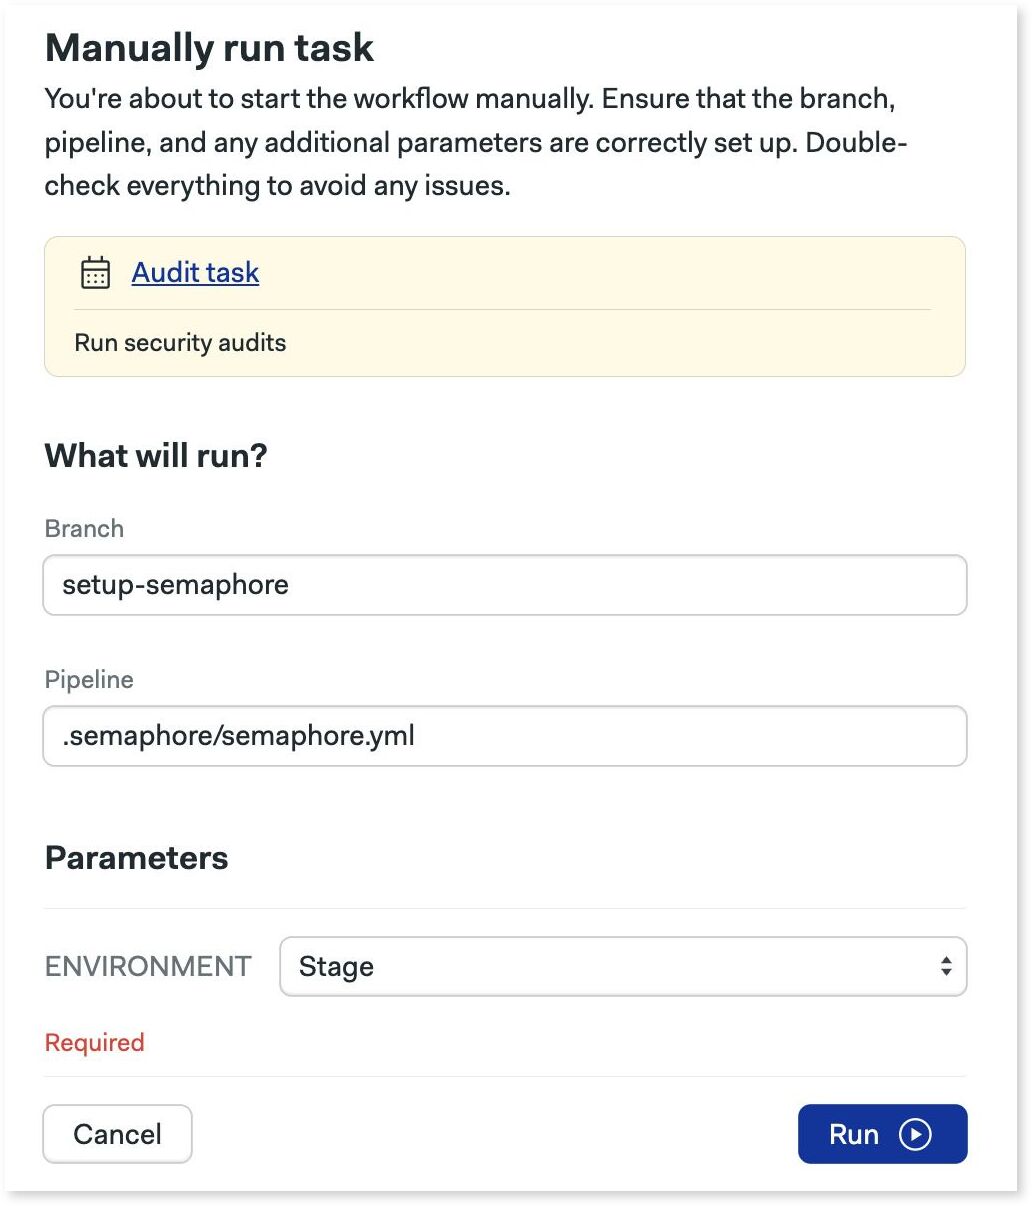 Manually run task
You're about to start the workflow manually. Ensure that the branch,
pipeline, and any additional parameters are correctly set up. Double-
check everything to avoid any issues.
Audit task
Run security audits
What will run?
Branch
setup-semaphore
Pipeline
.semaphore/semaphore.yml
Parameters
ENVIRONMENT Stage
Required
Cancel Run